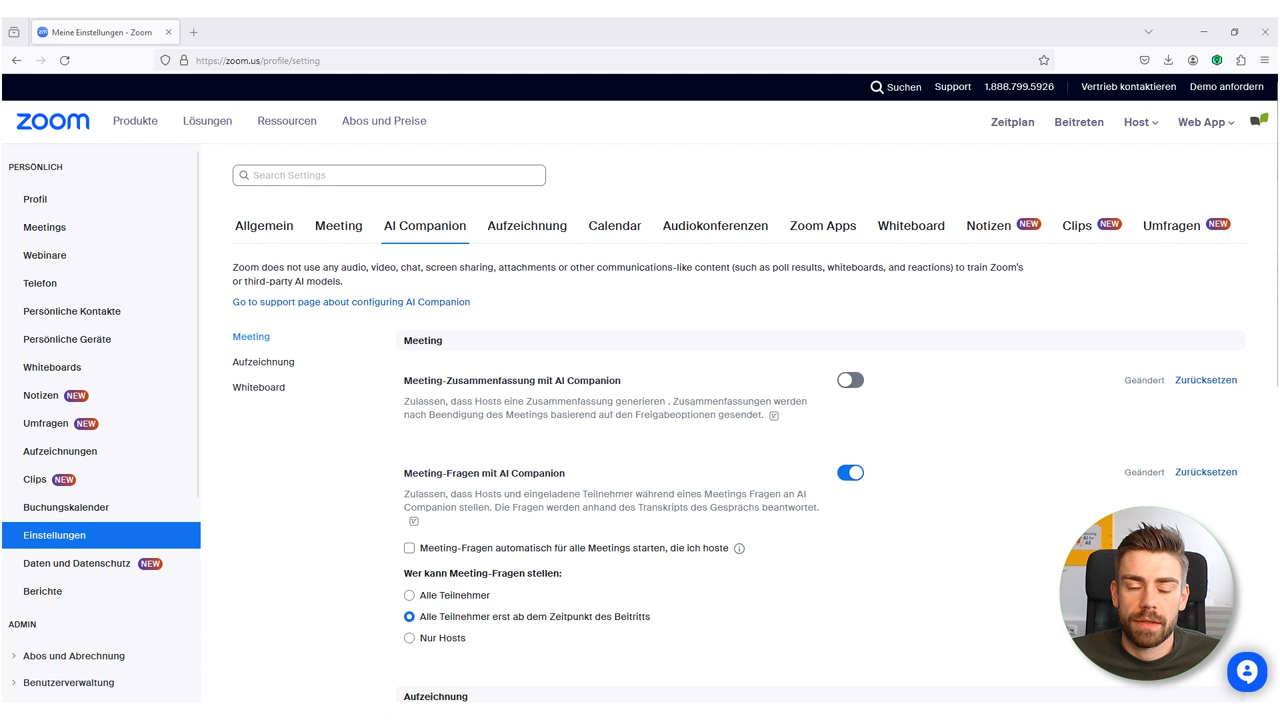 Meine Einstellungen - Zoom
https://zoom.us/profile/setting
Suchen Support 1.888.799.5926 Vertrieb kontaktieren Demo anfordern
zoom Produkte Lösungen Ressourcen Abos und Preise Zeitplan Beitreten Host Web App
PERSÖNLICH
Profil
Meetings
Webinare
Telefon
Persönliche Kontakte
Persönliche Geräte
Whiteboards
Notizen NEW
Umfragen NEW
Aufzeichnungen
Clips NEW
Buchungskalender
Einstellungen
Daten und Datenschutz NEW
Berichte
ADMIN
Abos und Abrechnung
Benutzerverwaltung
Search Settings
Allgemein Meeting AI Companion Aufzeichnung Calendar Audiokonferenzen Zoom Apps Whiteboard Notizen NEW Clips NEW Umfragen NEW
Zoom does not use any audio, video, chat, screen sharing, attachments or other communications-like content (such as poll results, whiteboards, and reactions) to train Zoom's
or third-party AI models.
Go to support page about configuring AI Companion
Meeting
Aufzeichnung
Whiteboard
Meeting
Meeting-Zusammenfassung mit AI Companion
Geändert Zurücksetzen
Zulassen, dass Hosts eine Zusammenfassung generieren . Zusammenfassungen werden
nach Beendigung des Meetings basierend auf den Freigabeoptionen gesendet.
Meeting-Fragen mit AI Companion
Geändert Zurücksetzen
Zulassen, dass Hosts und eingeladene Teilnehmer während eines Meetings Fragen an AI
Companion stellen. Die Fragen werden anhand des Transkripts des Gesprächs beantwortet.
Meeting-Fragen automatisch für alle Meetings starten, die ich hoste
Wer kann Meeting-Fragen stellen:
Alle Teilnehmer
Alle Teilnehmer erst ab dem Zeitpunkt des Beitritts
Nur Hosts
Aufzeichnung